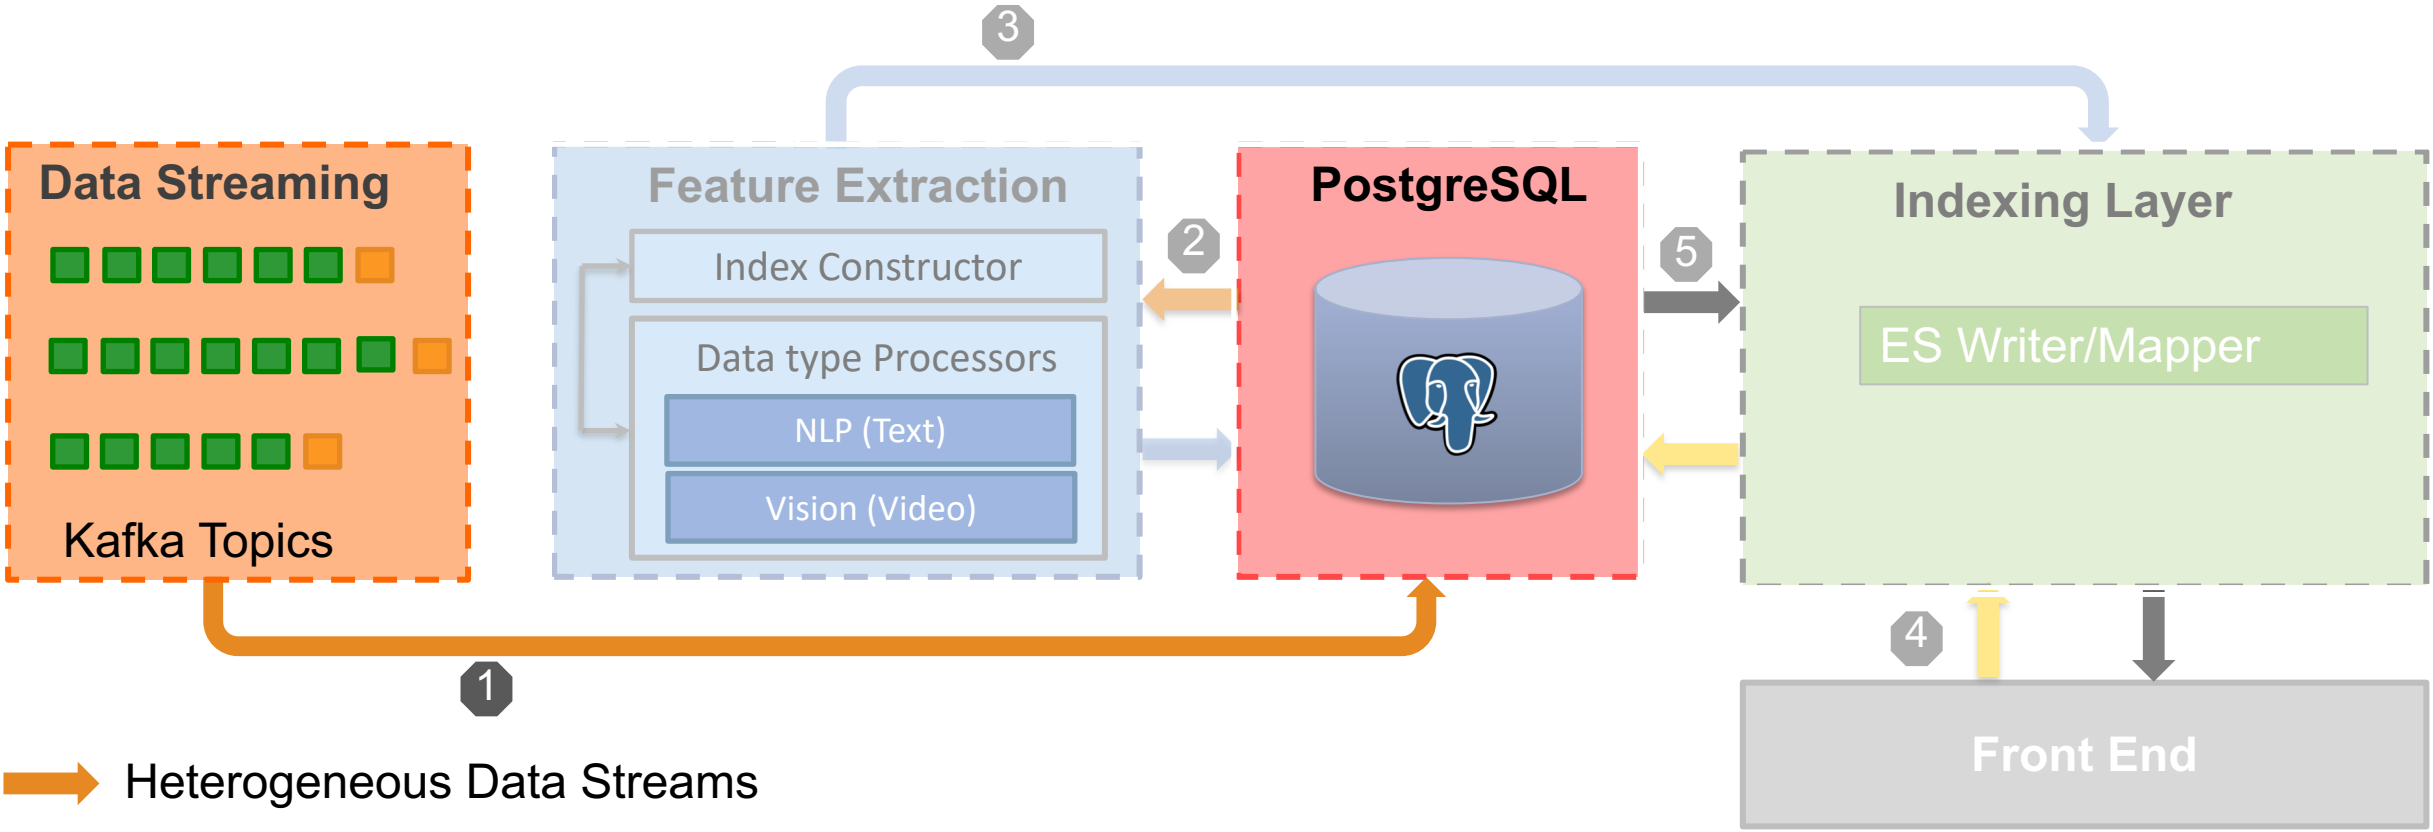 3
Data Streaming
Kafka Topics
Feature Extraction
Index Constructor
Data type Processors
NLP (Text)
Vision (Video)
2
PostgreSQL
5
Indexing Layer
ES Writer/Mapper
1
4
Front End
Heterogeneous Data Streams